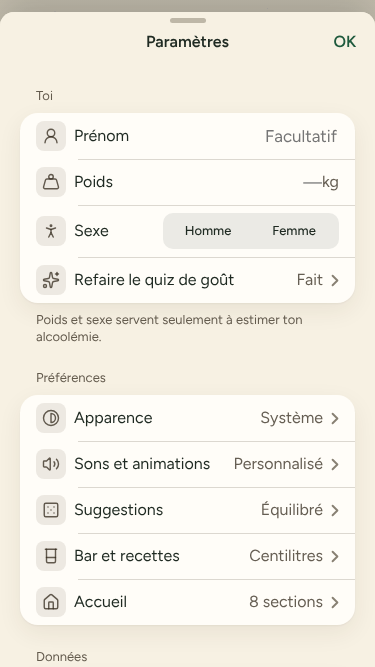 Paramètres
OK
Toi
Prénom Facultatif
Poids —kg
Sexe Homme Femme
Refaire le quiz de goût Fait
Poids et sexe servent seulement à estimer ton
alcoolémie.
Préférences
Apparence Système
Sons et animations Personnalisé
Suggestions Équilibré
Bar et recettes Centilitres
Accueil 8 sections
Données